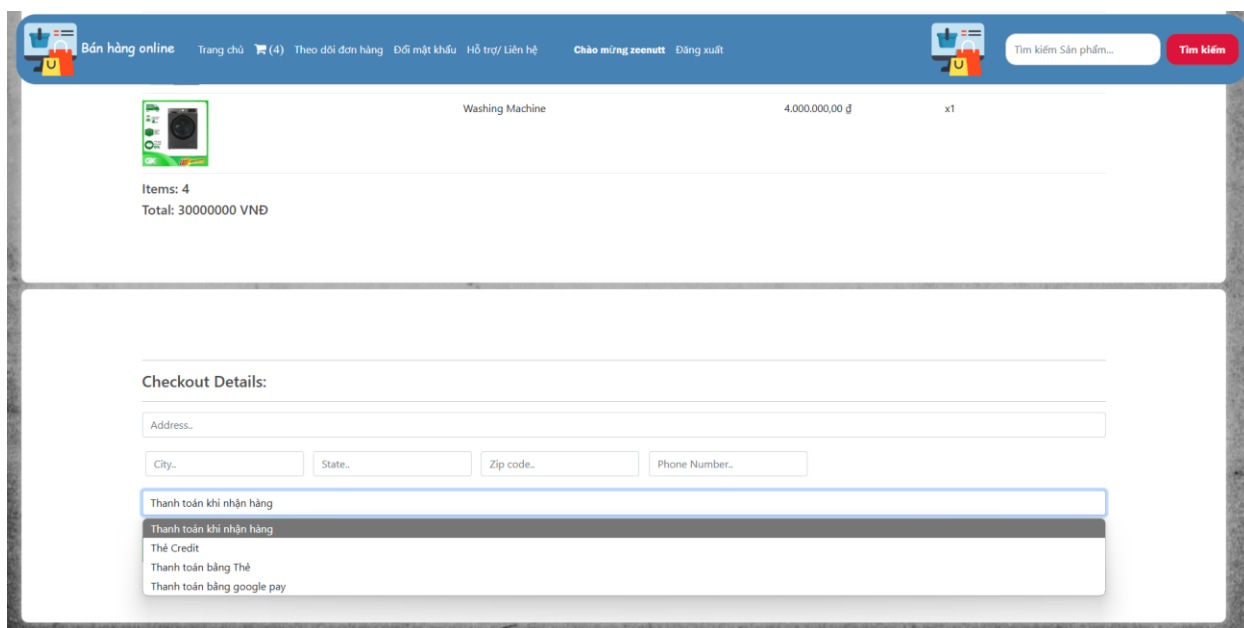 Bán hàng online Trang chủ (4) Theo dõi đơn hàng Đổi mật khẩu Hỗ trợ/ Liên hệ Chào mừng zeenutt Đăng xuất Tìm kiếm Sản phẩm... Tìm kiếm
Washing Machine 4.000.000,00 ₫ x1
Items: 4
Total: 30000000 VNĐ
Checkout Details:
Address..
City.. State.. Zip code.. Phone Number..
Thanh toán khi nhận hàng
Thanh toán khi nhận hàng
Thẻ Credit
Thanh toán bằng Thẻ
Thanh toán bằng google pay